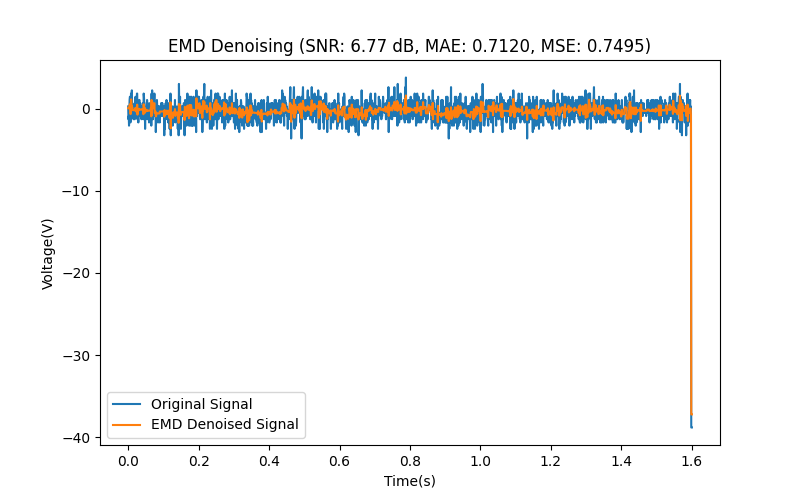 EMD Denoising (SNR: 6.77 dB, MAE: 0.7120, MSE: 0.7495)
0
−10
−20
−30
−40
Voltage(V)
Original Signal
EMD Denoised Signal
0.0 0.2 0.4 0.6 0.8 1.0 1.2 1.4 1.6
Time(s)